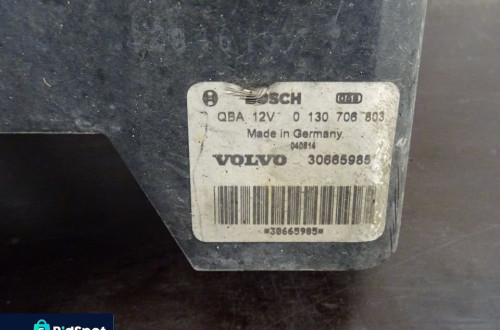 BOSCH
QBA 12V 0 130 706 803
Made in Germany
040814
VOLVO 30665985
*30665985*
BidSpot